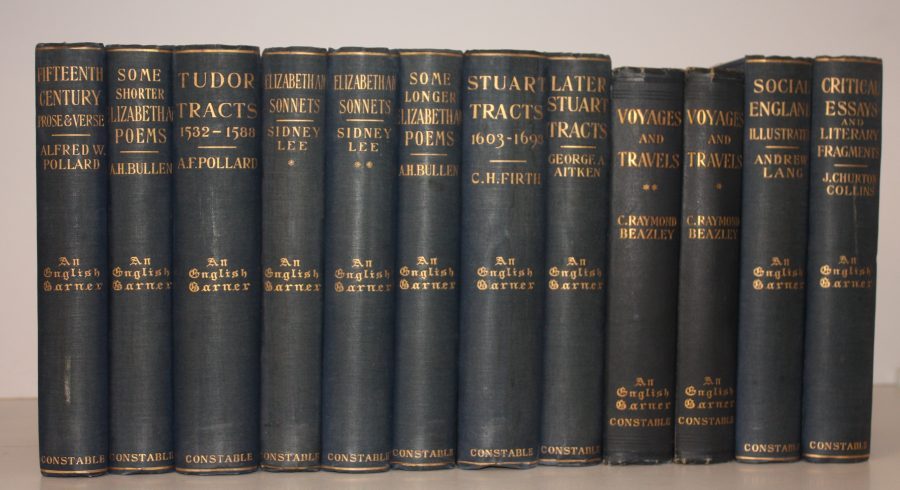 FIFTEENTH
CENTURY
PROSE & VERSE
ALFRED W.
POLLARD
An
English
Garner
CONSTABLE
SOME
SHORTER
ELIZABETHAN
POEMS
A.H. BULLEN
An
English
Garner
CONSTABLE
TUDOR
TRACTS
1532-1588
A.F. POLLARD
An
English
Garner
CONSTABLE
ELIZABETHAN
SONNETS
SIDNEY
LEE
*
An
English
Garner
CONSTABLE
ELIZABETHAN
SONNETS
SIDNEY
LEE
**
An
English
Garner
CONSTABLE
SOME
LONGER
ELIZABETHAN
POEMS
A.H. BULLEN
An
English
Garner
CONSTABLE
STUART
TRACTS
1603-1693
C.H. FIRTH
An
English
Garner
CONSTABLE
LATER
STUART
TRACTS
GEORGE. A.
AITKEN
An
English
Garner
CONSTABLE
VOYAGES
AND
TRAVELS
**
C. RAYMOND
BEAZLEY
An
English
Garner
CONSTABLE
VOYAGES
AND
TRAVELS
*
C. RAYMOND
BEAZLEY
An
English
Garner
CONSTABLE
SOCIAL
ENGLAND
ILLUSTRATED
ANDREW
LANG
An
English
Garner
CONSTABLE
CRITICAL
ESSAYS
AND
LITERARY
FRAGMENTS
J. CHURTON
COLLINS
An
English
Garner
CONSTABLE